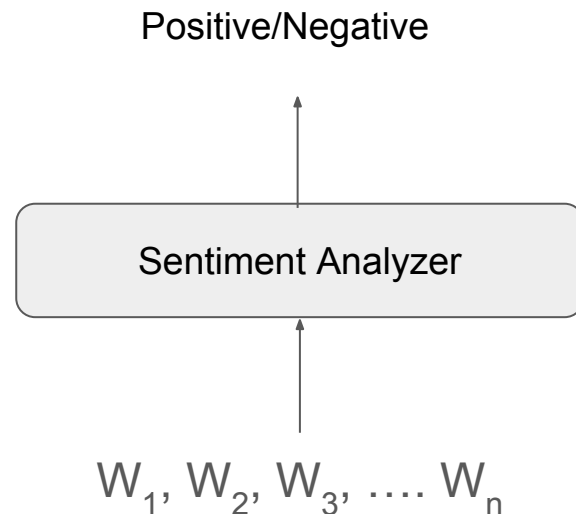 Positive/Negative
Sentiment Analyzer
W₁, W₂, W₃, .... Wₙ